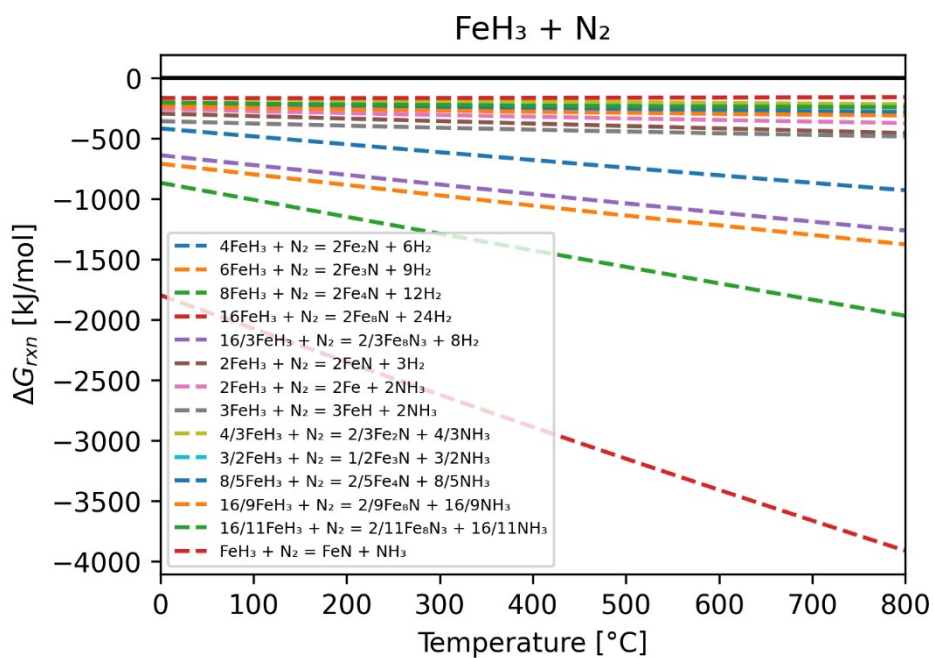 FeH₃ + N₂
ΔG_rxn [kJ/mol]
0
−500
−1000
−1500
−2000
−2500
−3000
−3500
−4000
4FeH₃ + N₂ = 2Fe₂N + 6H₂
6FeH₃ + N₂ = 2Fe₃N + 9H₂
8FeH₃ + N₂ = 2Fe₄N + 12H₂
16FeH₃ + N₂ = 2Fe₈N + 24H₂
16/3FeH₃ + N₂ = 2/3Fe₈N₃ + 8H₂
2FeH₃ + N₂ = 2FeN + 3H₂
2FeH₃ + N₂ = 2Fe + 2NH₃
3FeH₃ + N₂ = 3FeH + 2NH₃
4/3FeH₃ + N₂ = 2/3Fe₂N + 4/3NH₃
3/2FeH₃ + N₂ = 1/2Fe₃N + 3/2NH₃
8/5FeH₃ + N₂ = 2/5Fe₄N + 8/5NH₃
16/9FeH₃ + N₂ = 2/9Fe₈N + 16/9NH₃
16/11FeH₃ + N₂ = 2/11Fe₈N₃ + 16/11NH₃
FeH₃ + N₂ = FeN + NH₃
0 100 200 300 400 500 600 700 800
Temperature [°C]